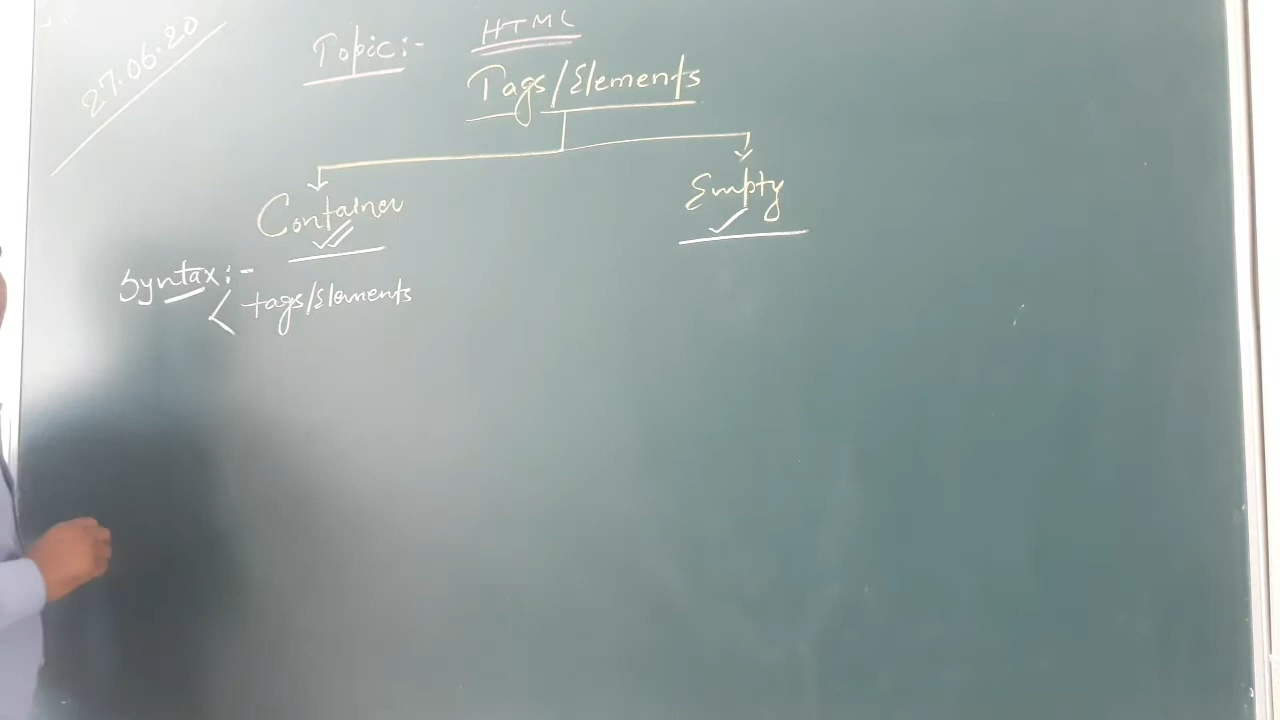 27.06.20
Topic:- HTML
Tags/Elements
Container
Empty
Syntax:-
< tags/Elements